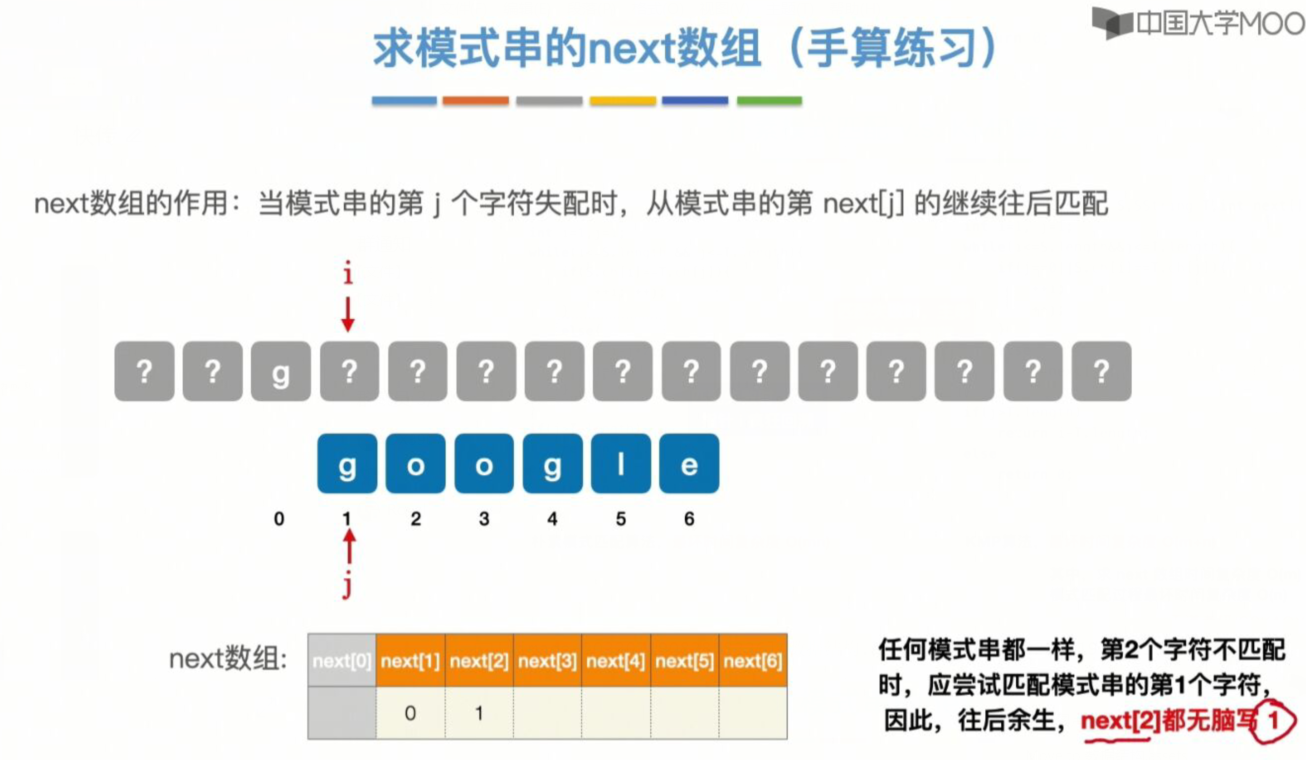 中国大学MOO
求模式串的next数组（手算练习）
next数组的作用：当模式串的第 j 个字符失配时，从模式串的第 next[j] 的继续往后匹配
i
? ? g ? ? ? ? ? ? ? ? ? ? ? ?
g o o g l e
0 1 2 3 4 5 6
j
next数组:
next[0] next[1] next[2] next[3] next[4] next[5] next[6]
0 1
任何模式串都一样，第2个字符不匹配
时，应尝试匹配模式串的第1个字符，
因此，往后余生，next[2]都无脑写 1